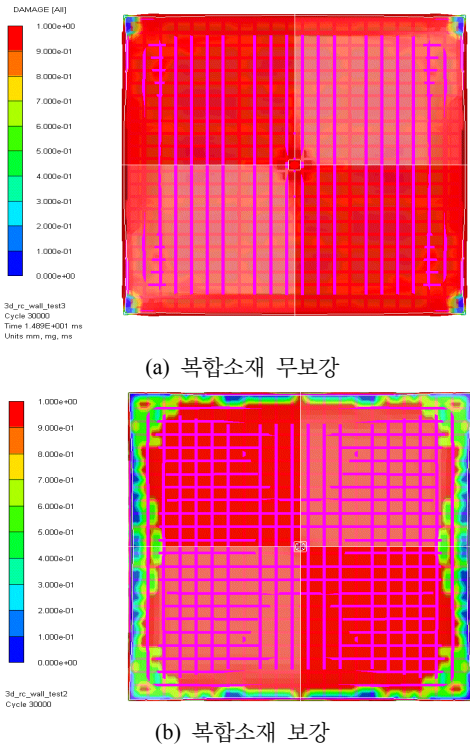 DAMAGE [All]
1.000e+00
9.000e-01
8.000e-01
7.000e-01
6.000e-01
5.000e-01
4.000e-01
3.000e-01
2.000e-01
1.000e-01
0.000e+00
3d_rc_wall_test3
Cycle 30000
Time 1.489E+001 ms
Units mm, mg, ms
(a) 복합소재 무보강
1.000e+00
9.000e-01
8.000e-01
7.000e-01
6.000e-01
5.000e-01
4.000e-01
3.000e-01
2.000e-01
1.000e-01
0.000e+00
3d_rc_wall_test2
Cycle 30000
(b) 복합소재 보강